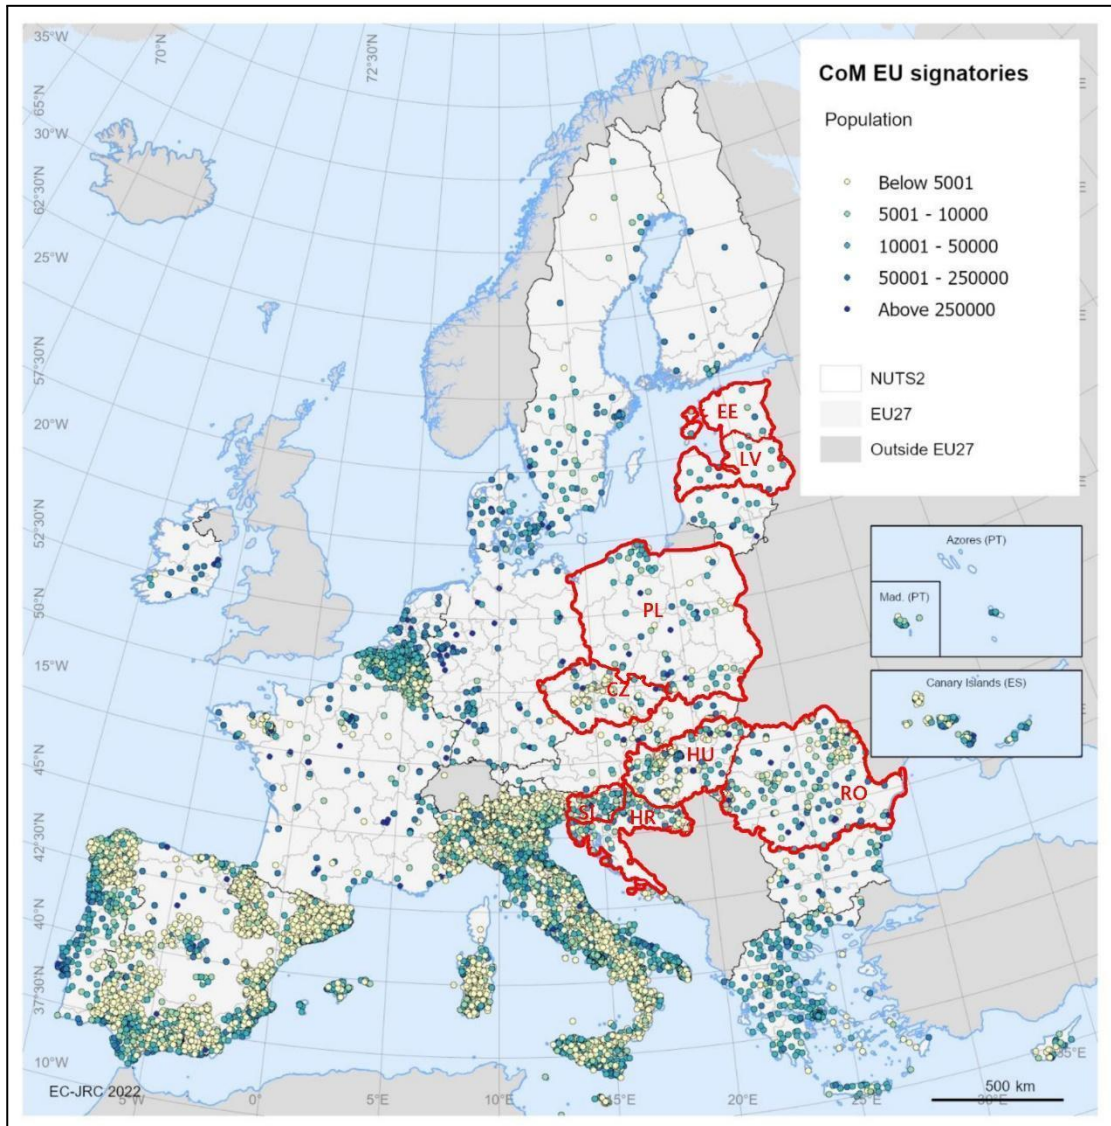 35°W
70°N
72°30'N
65°N
30°W
62°30'N
25°W
60°N
57°30'N
20°W
55°N
52°30'N
50°N
15°W
45°N
42°30'N
40°N
37°30'N
10°W
5°W
0°
5°E
10°E
15°E
20°E
25°E
30°E
35°E
CoM EU signatories
Population
Below 5001
5001 - 10000
10001 - 50000
50001 - 250000
Above 250000
NUTS2
EU27
Outside EU27
EE
LV
PL
CZ
HU
SI
HR
RO
Azores (PT)
Mad. (PT)
Canary Islands (ES)
EC-JRC 2022
500 km